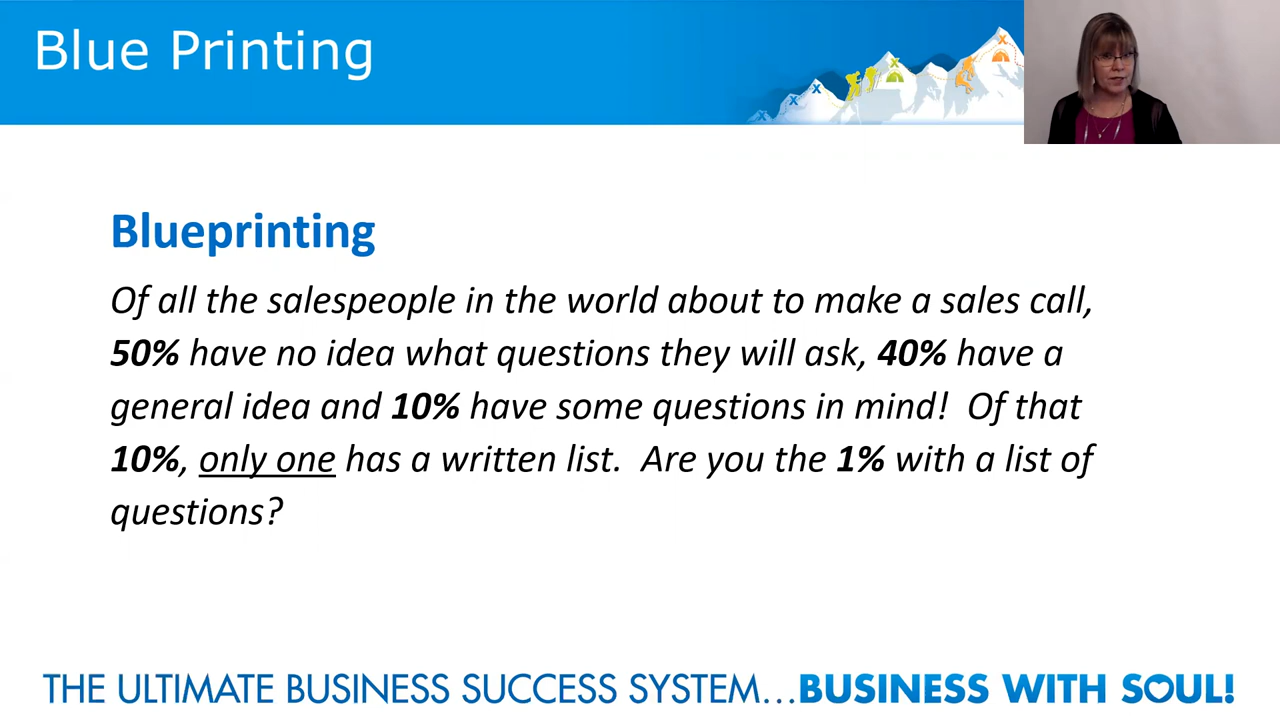 Blue Printing
Blueprinting
Of all the salespeople in the world about to make a sales call,
50% have no idea what questions they will ask, 40% have a
general idea and 10% have some questions in mind!  Of that
10%, only one has a written list.  Are you the 1% with a list of
questions?
THE ULTIMATE BUSINESS SUCCESS SYSTEM...BUSINESS WITH SOUL!